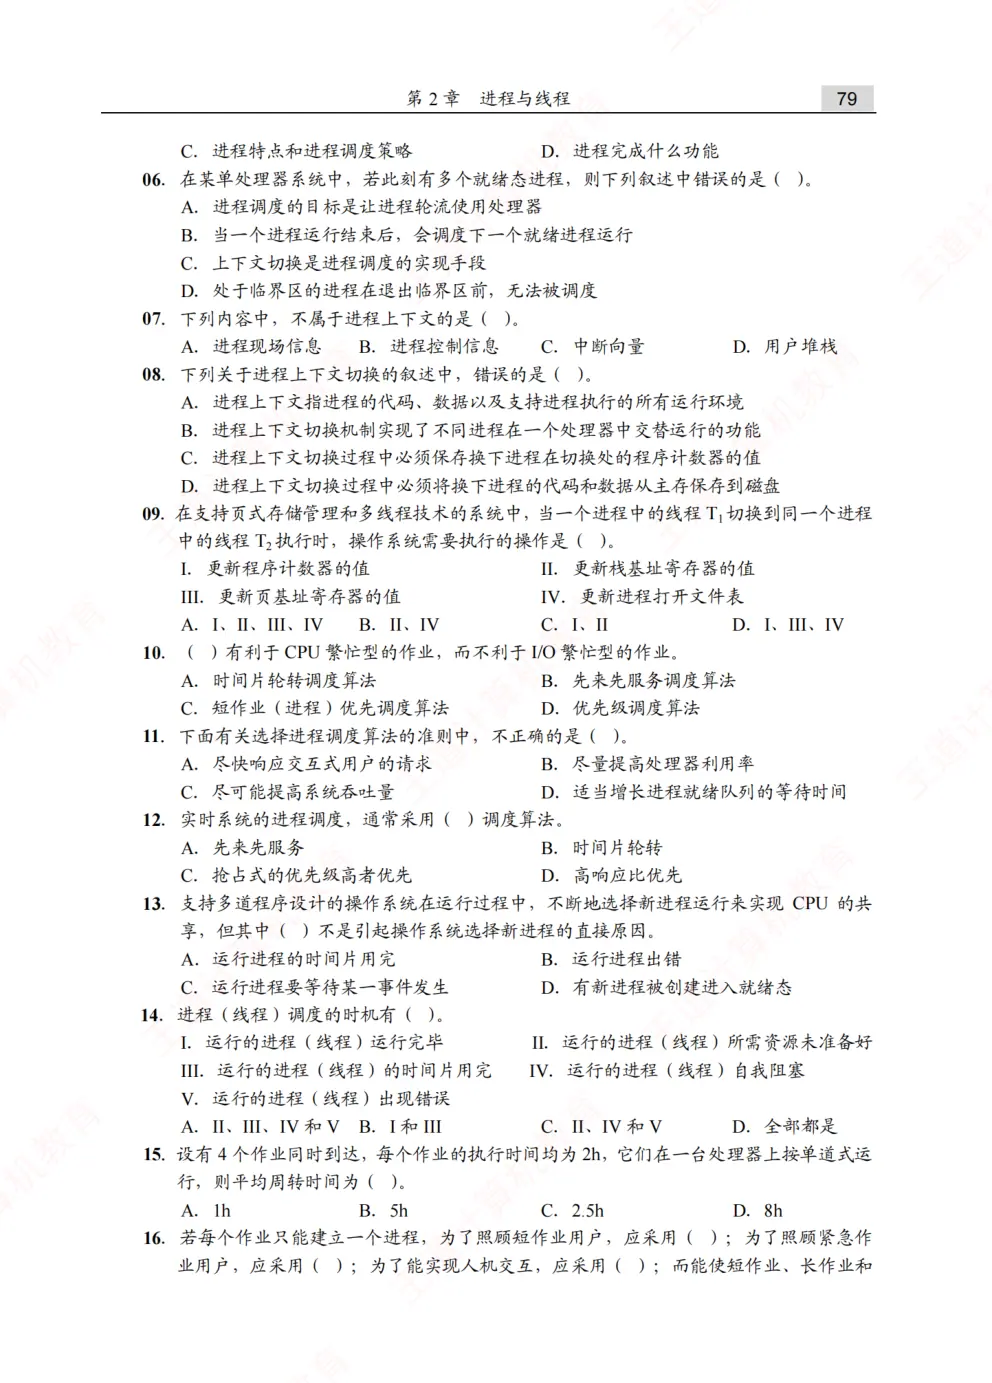 第 2 章 进程与线程 79
C．进程特点和进程调度策略 D．进程完成什么功能
06．在某单处理器系统中，若此刻有多个就绪态进程，则下列叙述中错误的是（ ）。
A．进程调度的目标是让进程轮流使用处理器
B．当一个进程运行结束后，会调度下一个就绪进程运行
C．上下文切换是进程调度的实现手段
D．处于临界区的进程在退出临界区前，无法被调度
07．下列内容中，不属于进程上下文的是（ ）。
A．进程现场信息 B．进程控制信息 C．中断向量 D．用户堆栈
08．下列关于进程上下文切换的叙述中，错误的是（ ）。
A．进程上下文指进程的代码、数据以及支持进程执行的所有运行环境
B．进程上下文切换机制实现了不同进程在一个处理器中交替运行的功能
C．进程上下文切换过程中必须保存换下进程在切换处的程序计数器的值
D．进程上下文切换过程中必须将换下进程的代码和数据从主存保存到磁盘
09．在支持页式存储管理和多线程技术的系统中，当一个进程中的线程 T₁ 切换到同一个进程
中的线程 T₂ 执行时，操作系统需要执行的操作是（ ）。
I．更新程序计数器的值 II．更新栈基址寄存器的值
III．更新页基址寄存器的值 IV．更新进程打开文件表
A．I、II、III、IV B．II、IV C．I、II D．I、III、IV
10．（ ）有利于 CPU 繁忙型的作业，而不利于 I/O 繁忙型的作业。
A．时间片轮转调度算法 B．先来先服务调度算法
C．短作业（进程）优先调度算法 D．优先级调度算法
11．下面有关选择进程调度算法的准则中，不正确的是（ ）。
A．尽快响应交互式用户的请求 B．尽量提高处理器利用率
C．尽可能提高系统吞吐量 D．适当增长进程就绪队列的等待时间
12．实时系统的进程调度，通常采用（ ）调度算法。
A．先来先服务 B．时间片轮转
C．抢占式的优先级高者优先 D．高响应比优先
13．支持多道程序设计的操作系统在运行过程中，不断地选择新进程运行来实现 CPU 的共
享，但其中（ ）不是引起操作系统选择新进程的直接原因。
A．运行进程的时间片用完 B．运行进程出错
C．运行进程要等待某一事件发生 D．有新进程被创建进入就绪态
14．进程（线程）调度的时机有（ ）。
I．运行的进程（线程）运行完毕 II．运行的进程（线程）所需资源未准备好
III．运行的进程（线程）的时间片用完 IV．运行的进程（线程）自我阻塞
V．运行的进程（线程）出现错误
A．II、III、IV 和 V B．I 和 III C．II、IV 和 V D．全部都是
15．设有 4 个作业同时到达，每个作业的执行时间均为 2h，它们在一台处理器上按单道式运
行，则平均周转时间为（ ）。
A．1h B．5h C．2.5h D．8h
16．若每个作业只能建立一个进程，为了照顾短作业用户，应采用（ ）；为了照顾紧急作
业用户，应采用（ ）；为了能实现人机交互，应采用（ ）；而能使短作业、长作业和